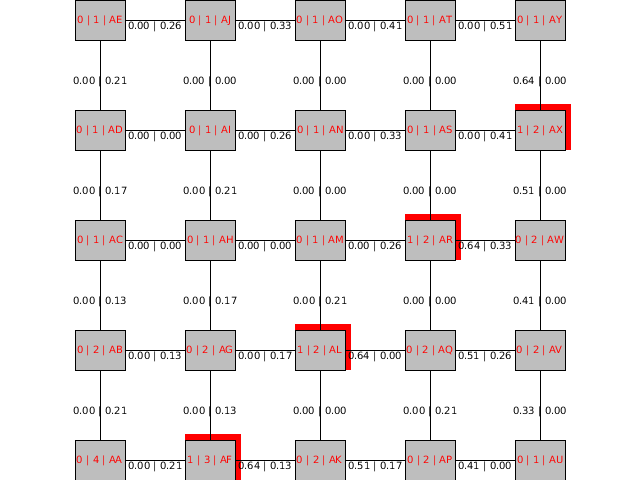 0 | 1 | AE 0.00 | 0.26 0 | 1 | AJ 0.00 | 0.33 0 | 1 | AO 0.00 | 0.41 0 | 1 | AT 0.00 | 0.51 0 | 1 | AY
0.00 | 0.21 0.00 | 0.00 0.00 | 0.00 0.00 | 0.00 0.64 | 0.00
0 | 1 | AD 0.00 | 0.00 0 | 1 | AI 0.00 | 0.26 0 | 1 | AN 0.00 | 0.33 0 | 1 | AS 0.00 | 0.41 1 | 2 | AX
0.00 | 0.17 0.00 | 0.21 0.00 | 0.00 0.00 | 0.00 0.51 | 0.00
0 | 1 | AC 0.00 | 0.00 0 | 1 | AH 0.00 | 0.00 0 | 1 | AM 0.00 | 0.26 1 | 2 | AR 0.64 | 0.33 0 | 2 | AW
0.00 | 0.13 0.00 | 0.17 0.00 | 0.21 0.00 | 0.00 0.41 | 0.00
0 | 2 | AB 0.00 | 0.13 0 | 2 | AG 0.00 | 0.17 1 | 2 | AL 0.64 | 0.00 0 | 2 | AQ 0.51 | 0.26 0 | 2 | AV
0.00 | 0.21 0.00 | 0.13 0.00 | 0.00 0.00 | 0.21 0.33 | 0.00
0 | 4 | AA 0.00 | 0.21 1 | 3 | AF 0.64 | 0.13 0 | 2 | AK 0.51 | 0.17 0 | 2 | AP 0.41 | 0.00 0 | 1 | AU